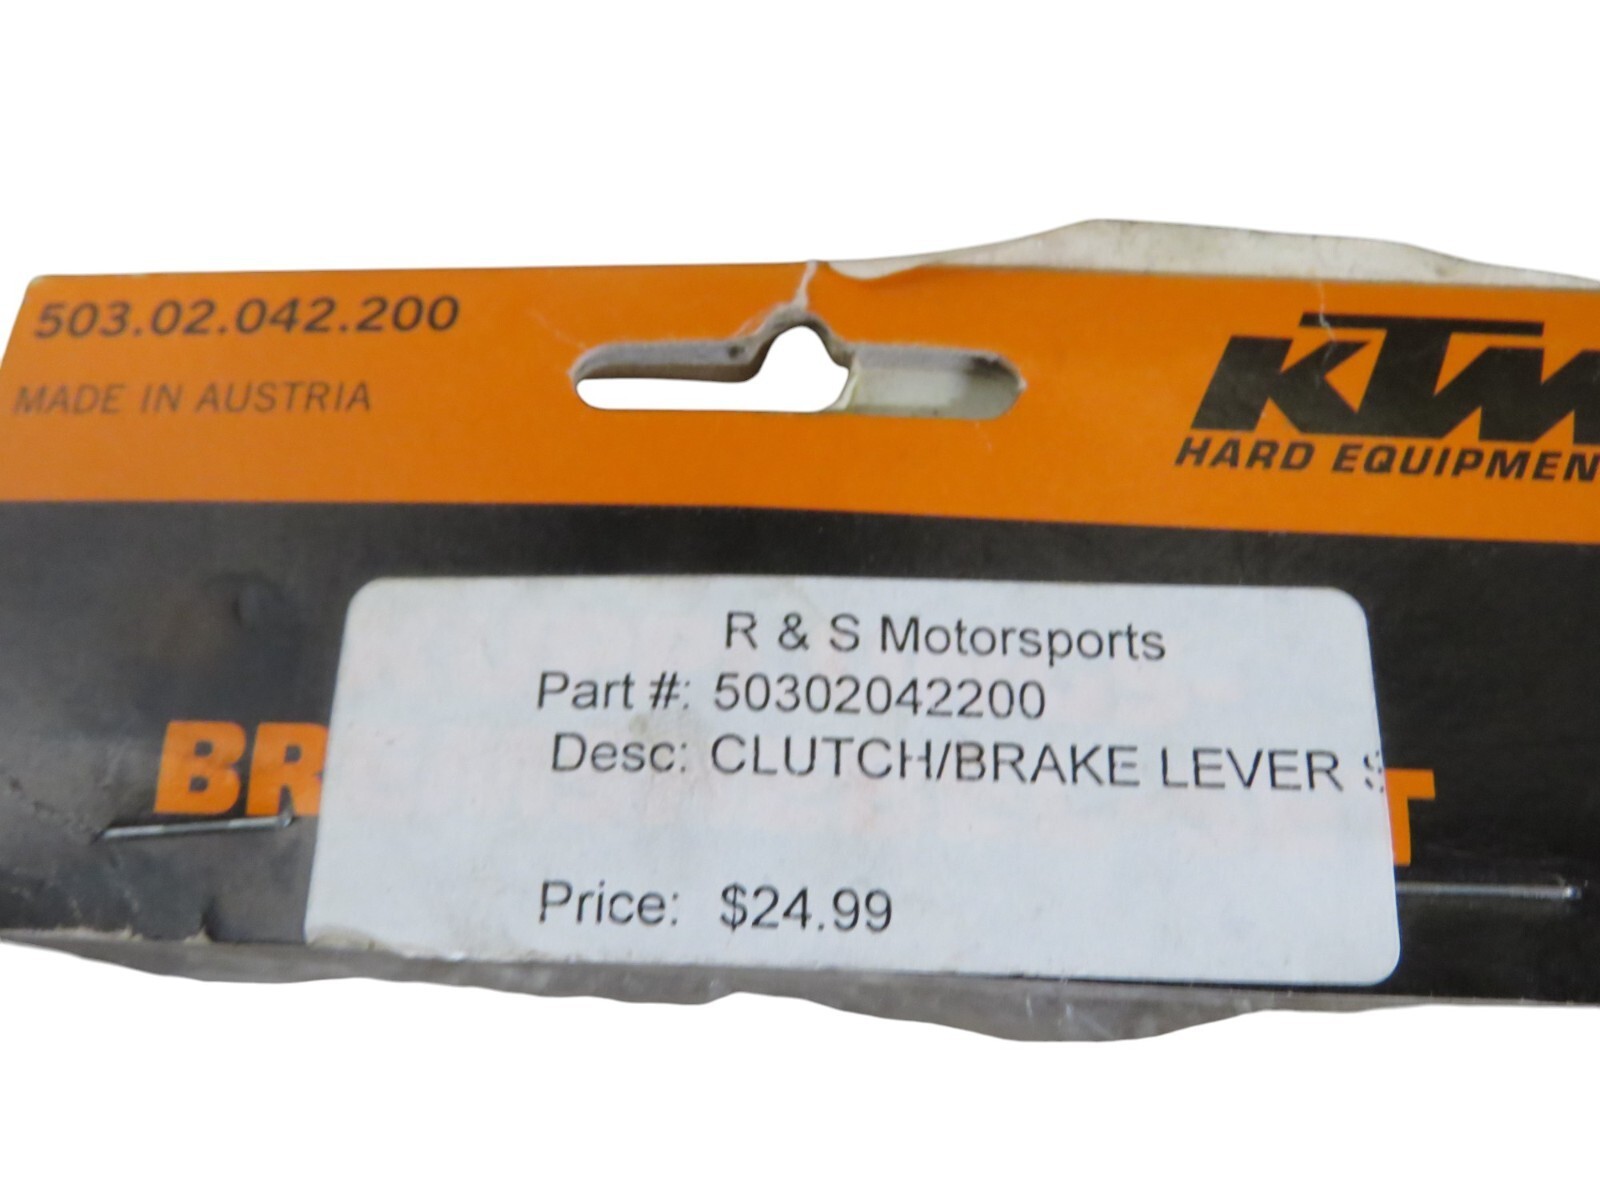 503.02.042.200
MADE IN AUSTRIA
KTM
HARD EQUIPMEN
R & S Motorsports
Part #: 50302042200
Desc: CLUTCH/BRAKE LEVER S
Price: $24.99